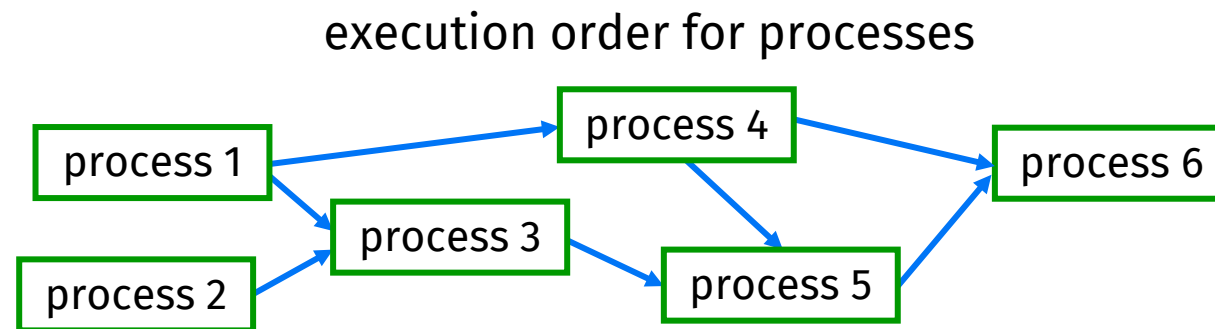 execution order for processes
process 4
process 1
process 6
process 3
process 5
process 2